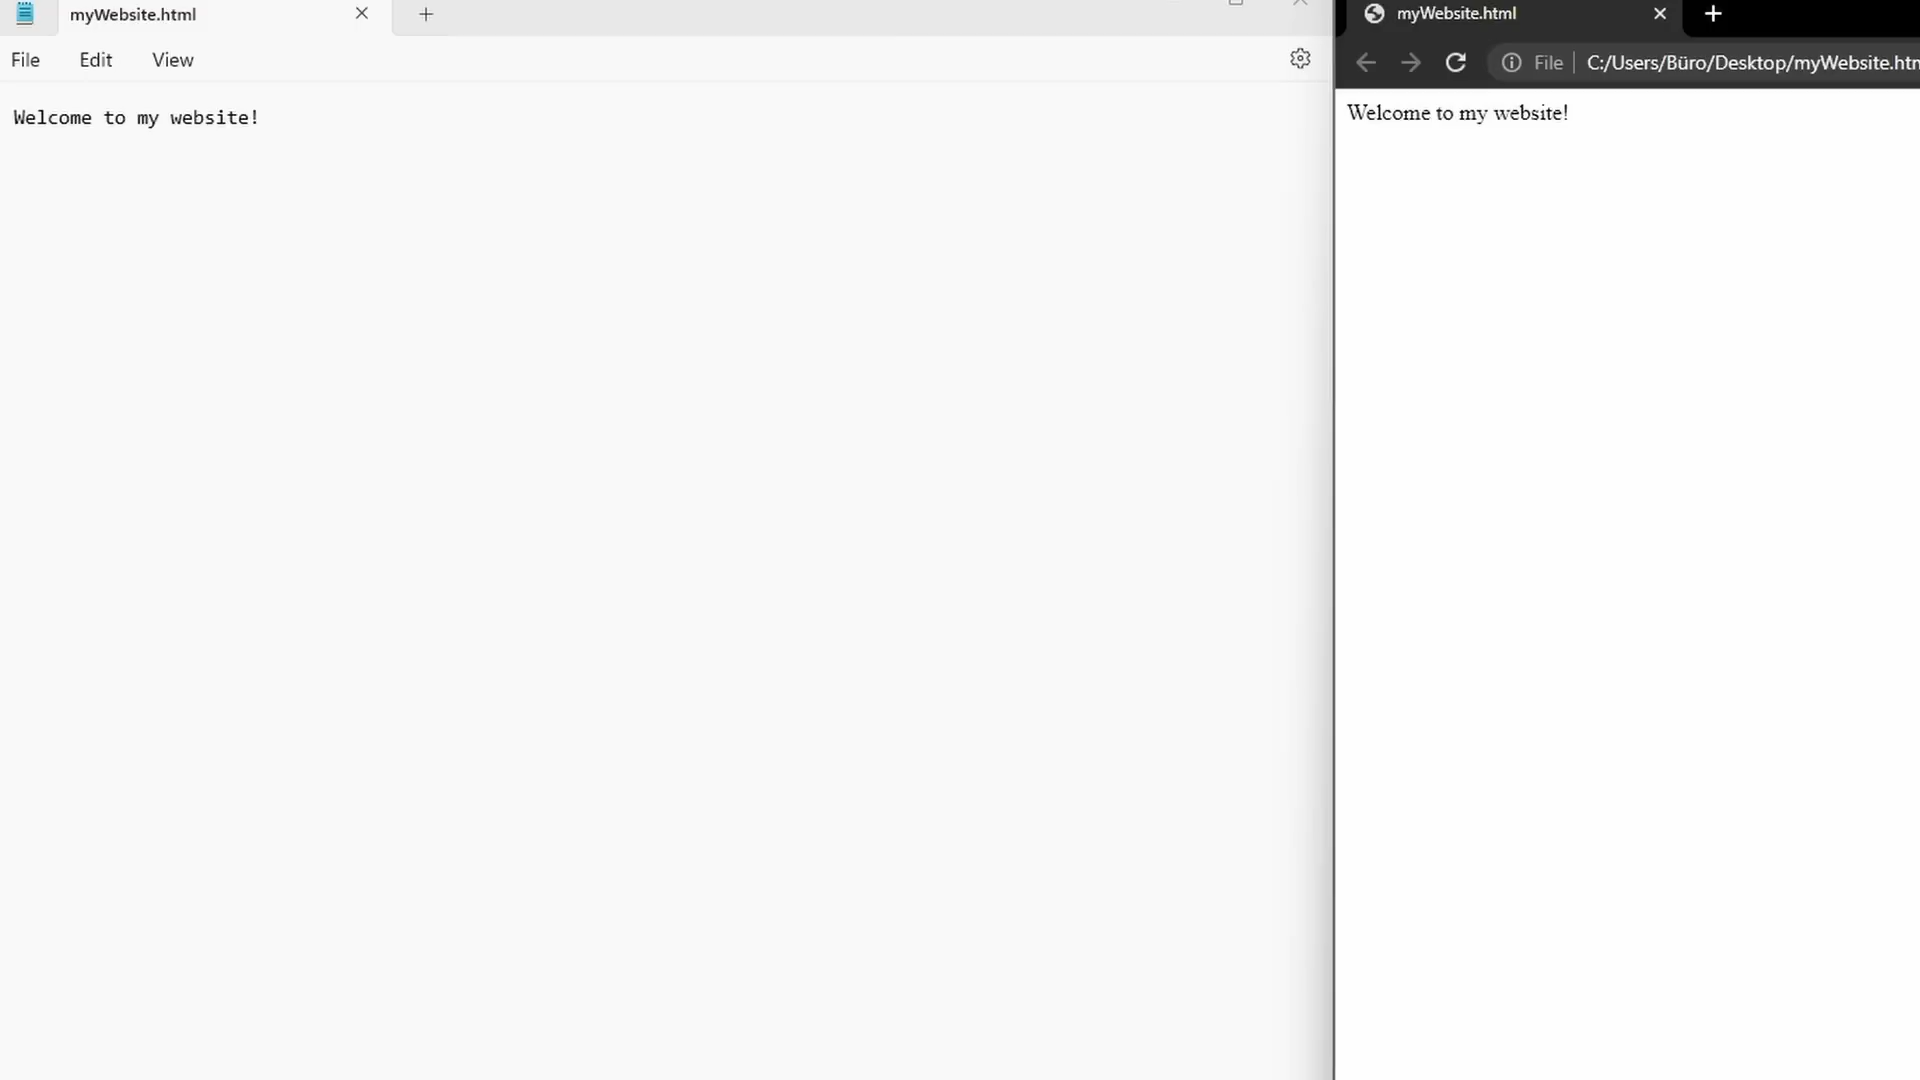 myWebsite.html
File Edit View
Welcome to my website!
myWebsite.html
File C:/Users/Büro/Desktop/myWebsite.htm
Welcome to my website!